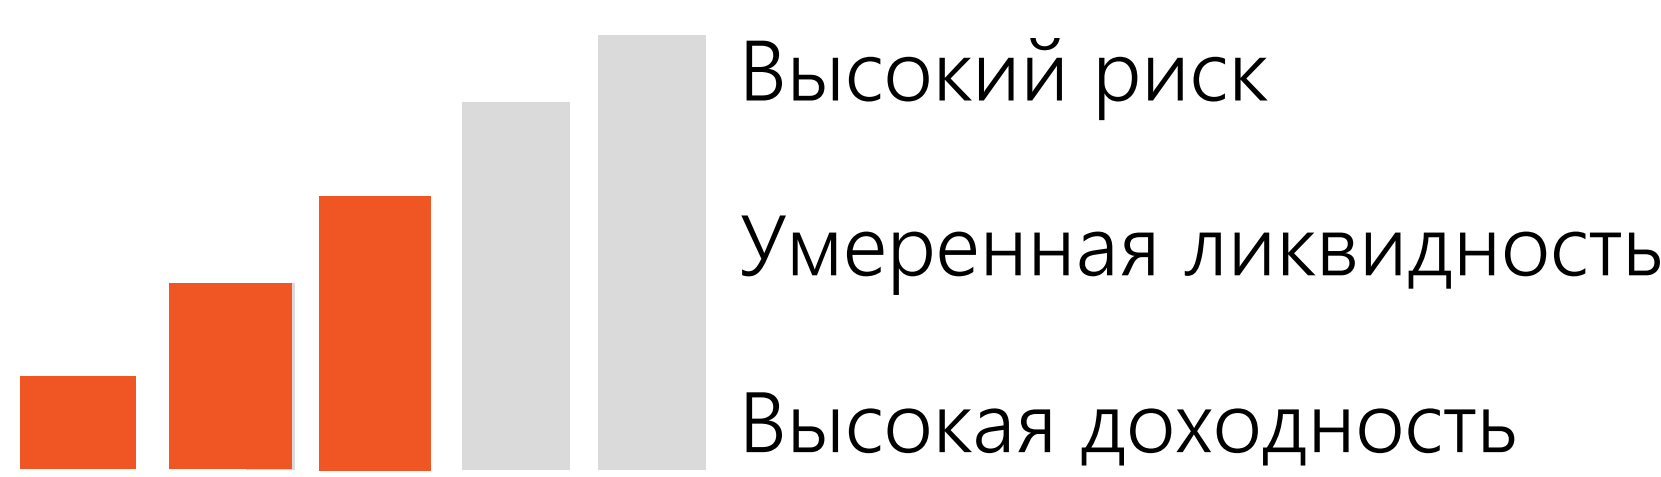 Высокий риск
Умеренная ликвидность
Высокая доходность